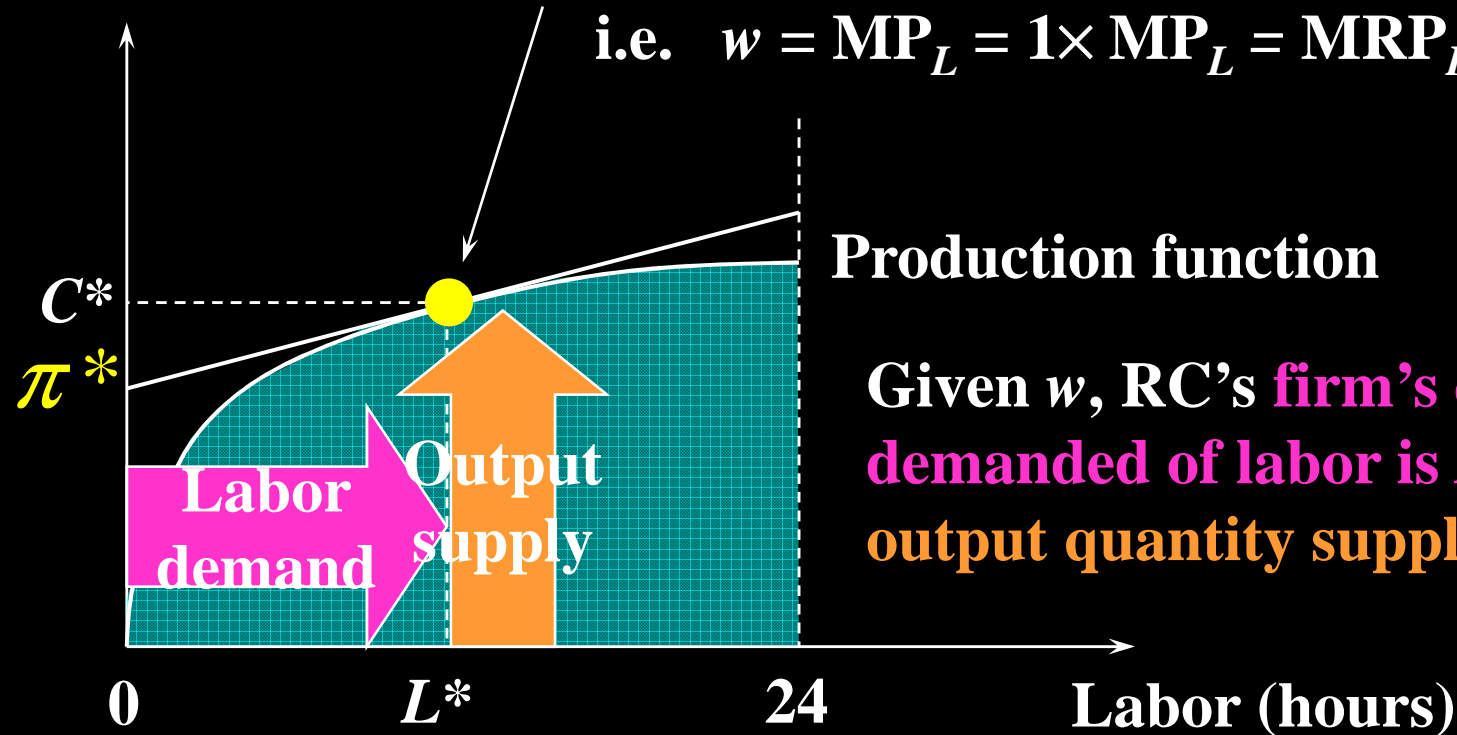 i.e. w = MP_L = 1× MP_L = MRP
Production function
C*
π*
Given w, RC’s firm’s
demanded of labor is
output quantity
Labor
demand
Output
supply
0 L* 24 Labor (hours)